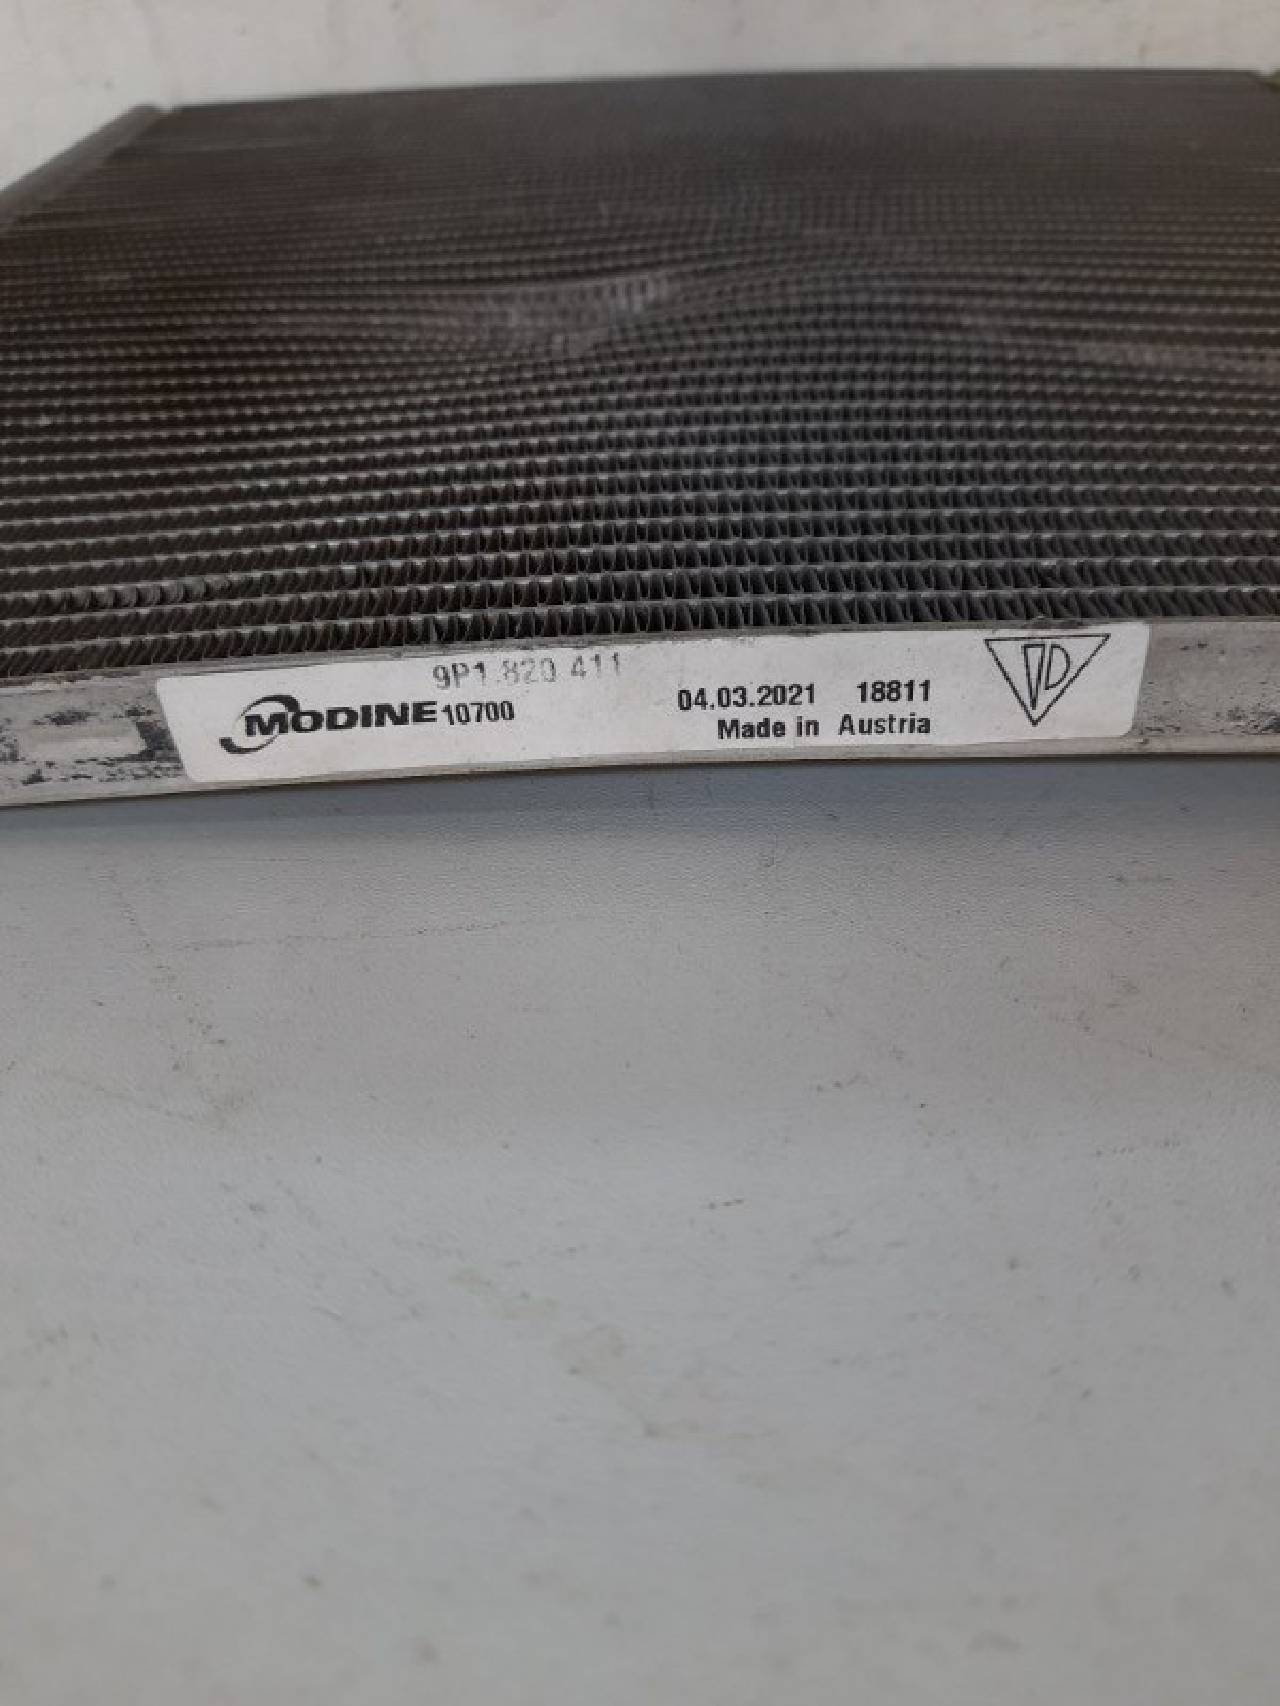 9P1.820 411
MODINE 10700
04.03.2021 18811
Made in Austria